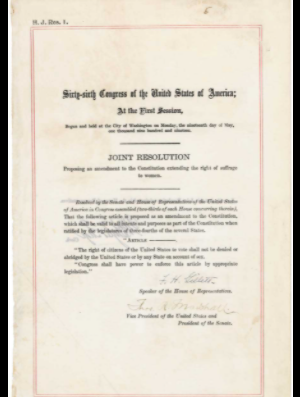 H. J. Res. 1.
Sixty-sixth Congress of the United States of America;
At the First Session,
Begun and held at the City of Washington on Monday, the nineteenth day of May,
one thousand nine hundred and nineteen.
JOINT RESOLUTION
Proposing an amendment to the Constitution extending the right of suffrage
to women.
Resolved by the Senate and House of Representatives of the United States
of America in Congress assembled (two-thirds of each House concurring therein),
That the following article is proposed as an amendment to the Constitution,
which shall be valid to all intents and purposes as part of the Constitution when
ratified by the legislatures of three-fourths of the several States.
"Article ————.
"The right of citizens of the United States to vote shall not be denied or
abridged by the United States or by any State on account of sex.
"Congress shall have power to enforce this article by appropriate
legislation."
Speaker of the House of Representatives.
Vice President of the United States and
President of the Senate.